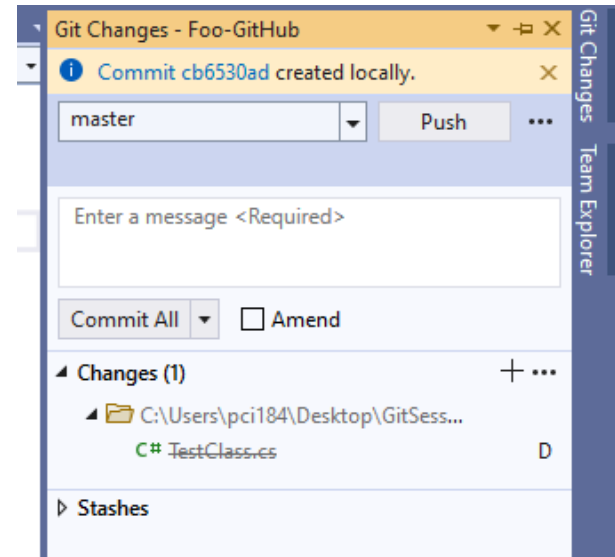 Git Changes - Foo-GitHub
Commit cb6530ad created locally.
master
Push
Enter a message <Required>
Commit All
Amend
Changes (1)
C:\Users\pci184\Desktop\GitSess...
C# TestClass.cs D
Stashes
Git Changes
Team Explorer